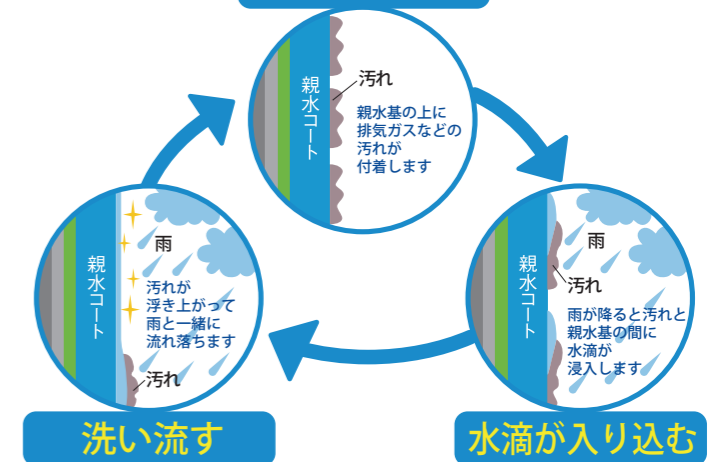 親水コート
汚れ
親水基の上に
排気ガスなどの
汚れが
付着します
親水コート
雨
汚れ
雨が降ると汚れと
親水基の間に
水滴が
浸入します
水滴が入り込む
親水コート
雨
汚れが
浮き上がって
雨と一緒に
流れ落ちます
汚れ
洗い流す